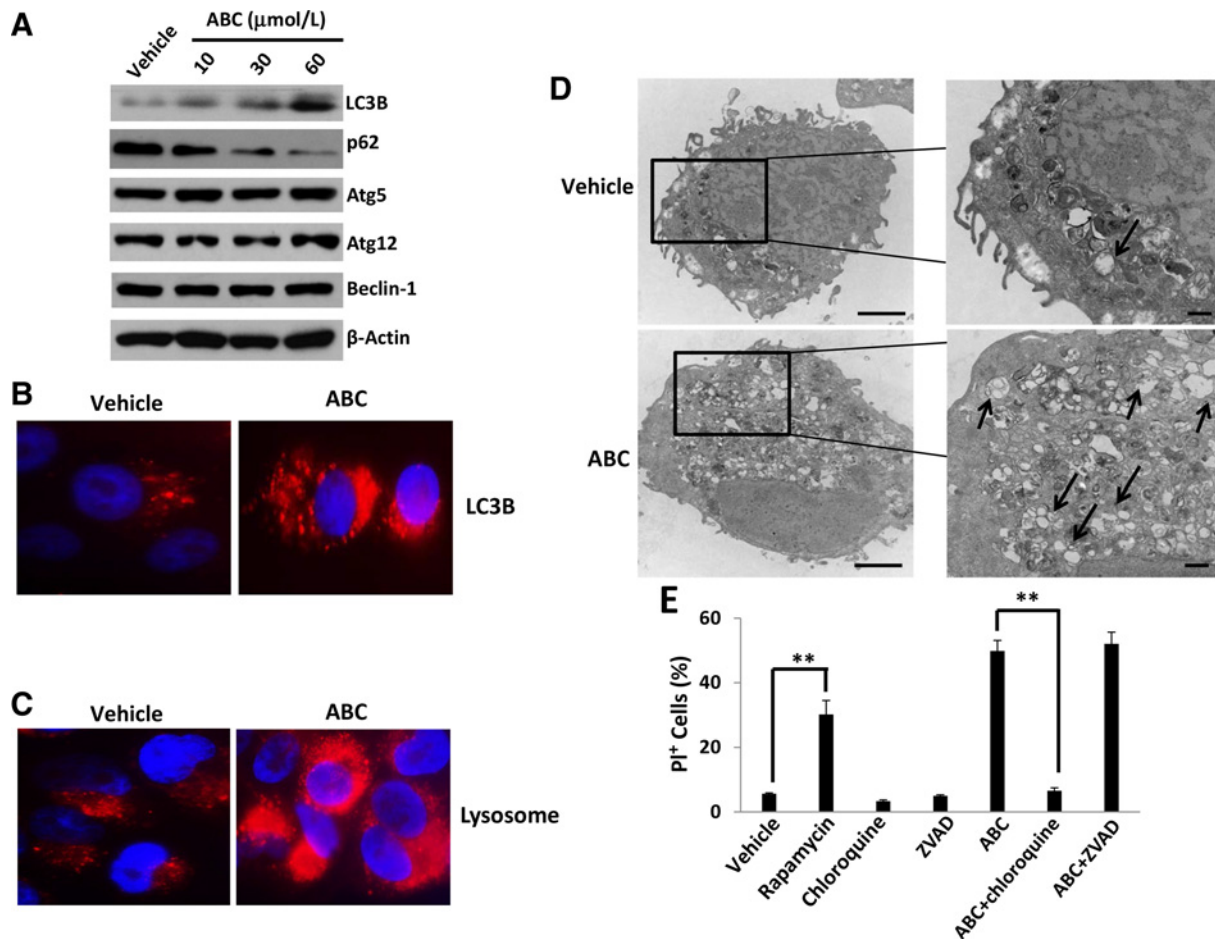 A
ABC (μmol/L)
Vehicle
10
30
60
LC3B
p62
Atg5
Atg12
Beclin-1
β-Actin
B
Vehicle
ABC
LC3B
C
Vehicle
ABC
Lysosome
D
Vehicle
ABC
E
PI+ Cells (%)
60
40
20
0
**
**
Vehicle
Rapamycin
Chloroquine
ZVAD
ABC
ABC+chloroquine
ABC+ZVAD